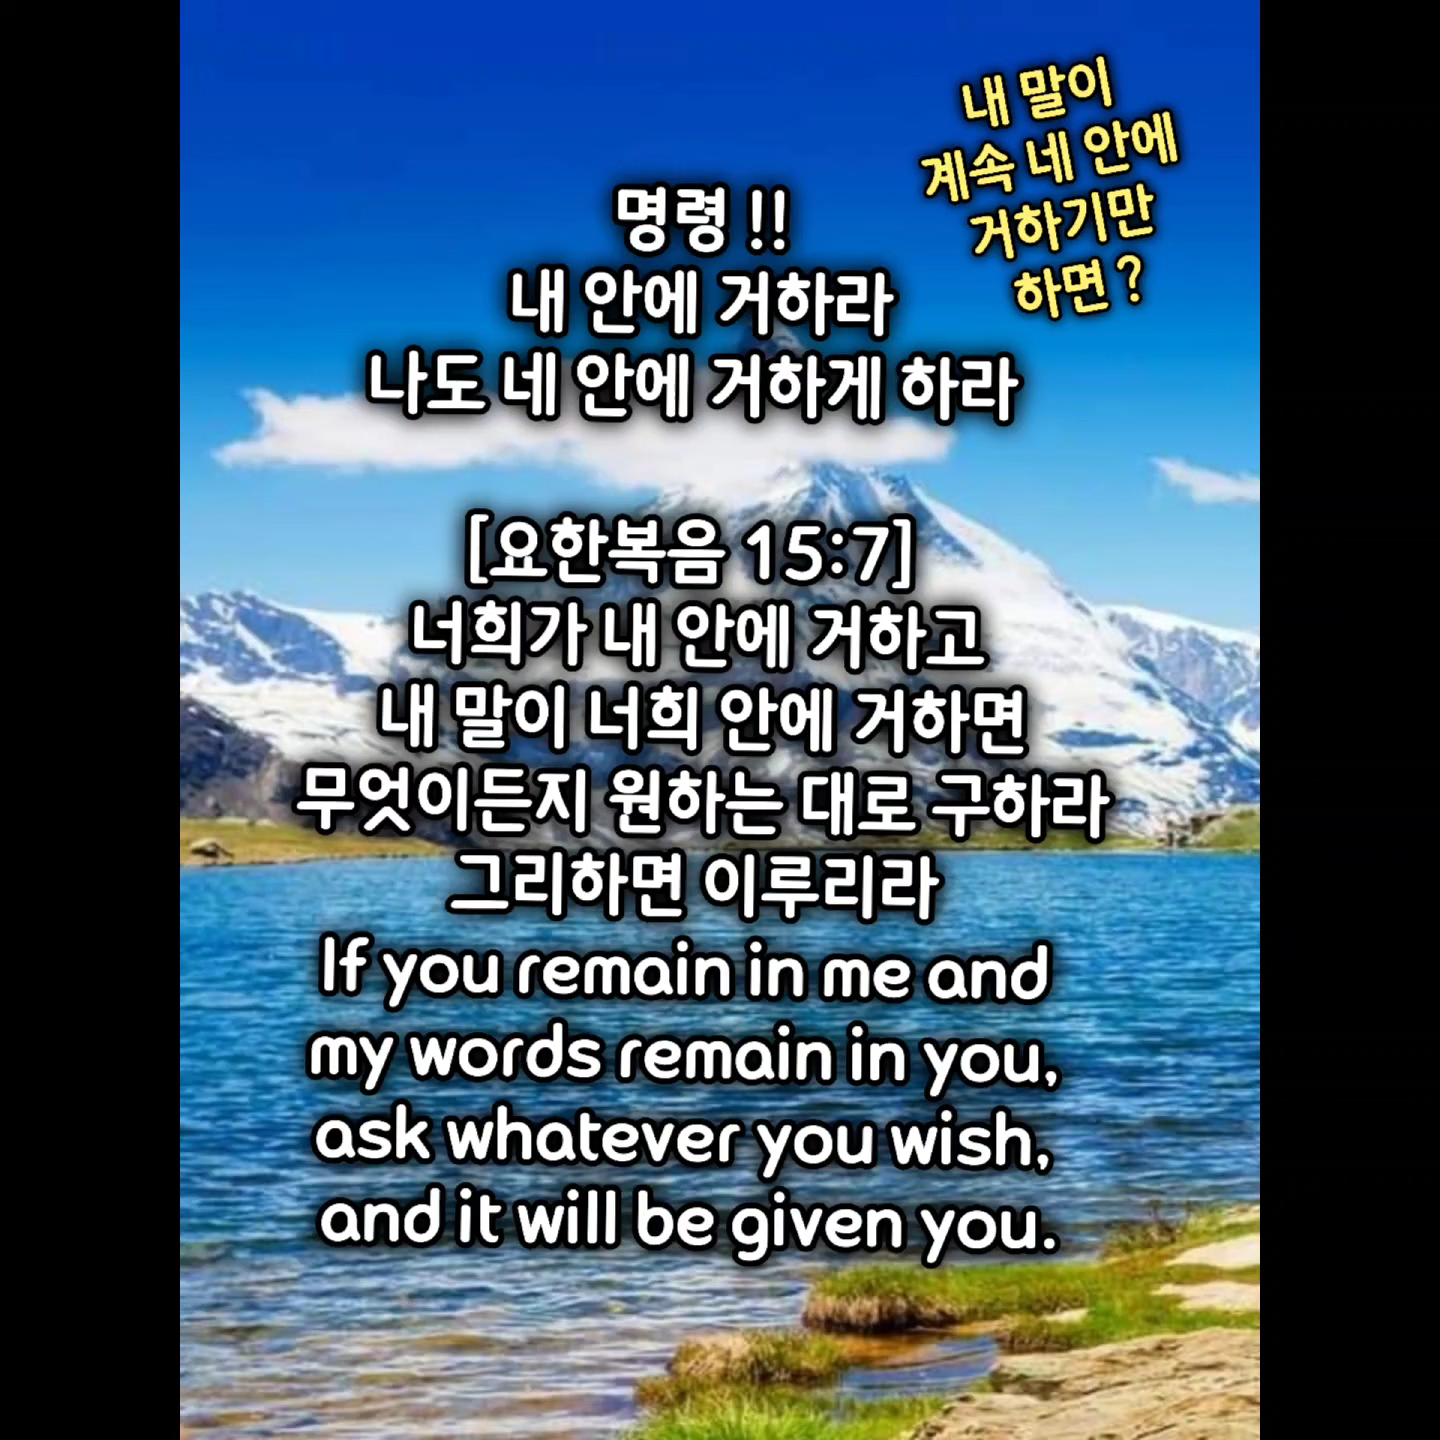 내 말이
계속 네 안에
거하기만
하면 ?
명령 !!
내 안에 거하라
나도 네 안에 거하게 하라
[요한복음 15:7]
너희가 내 안에 거하고
내 말이 너희 안에 거하면
무엇이든지 원하는 대로 구하라
그리하면 이루리라
If you remain in me and
my words remain in you,
ask whatever you wish,
and it will be given you.